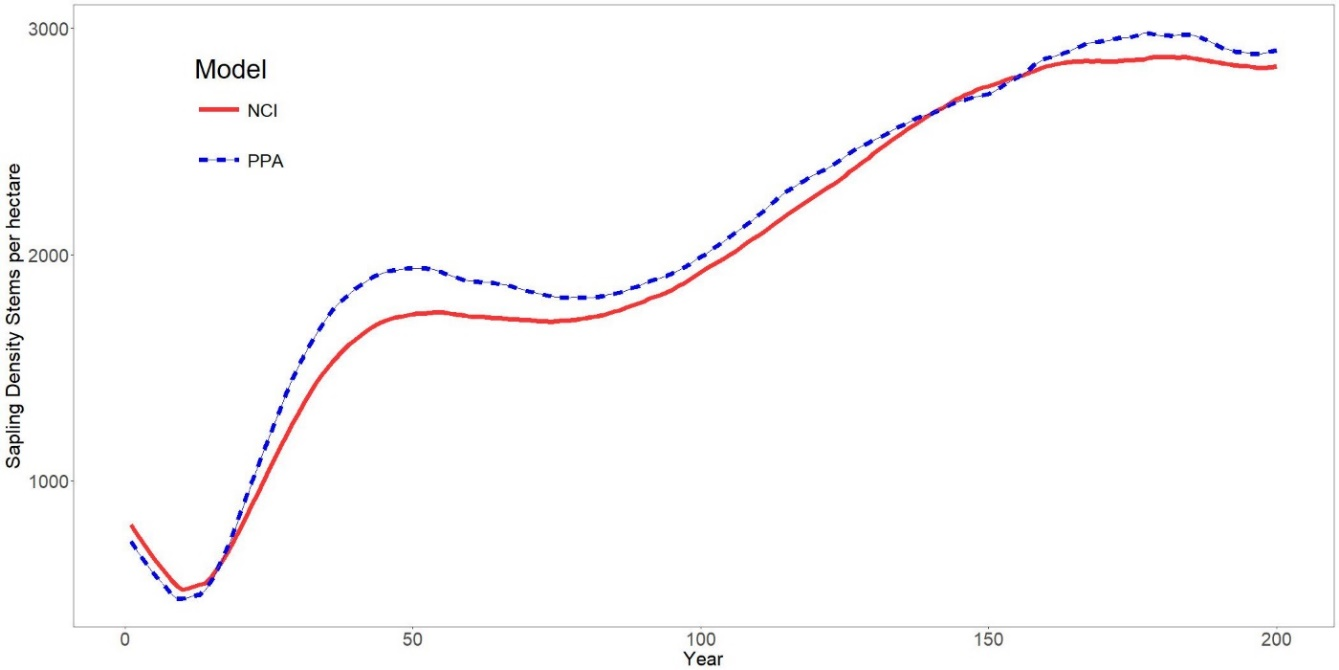 3000
Model
NCI
PPA
2000
1000
Sapling Density Stems per hectare
0 50 100 150 200
Year